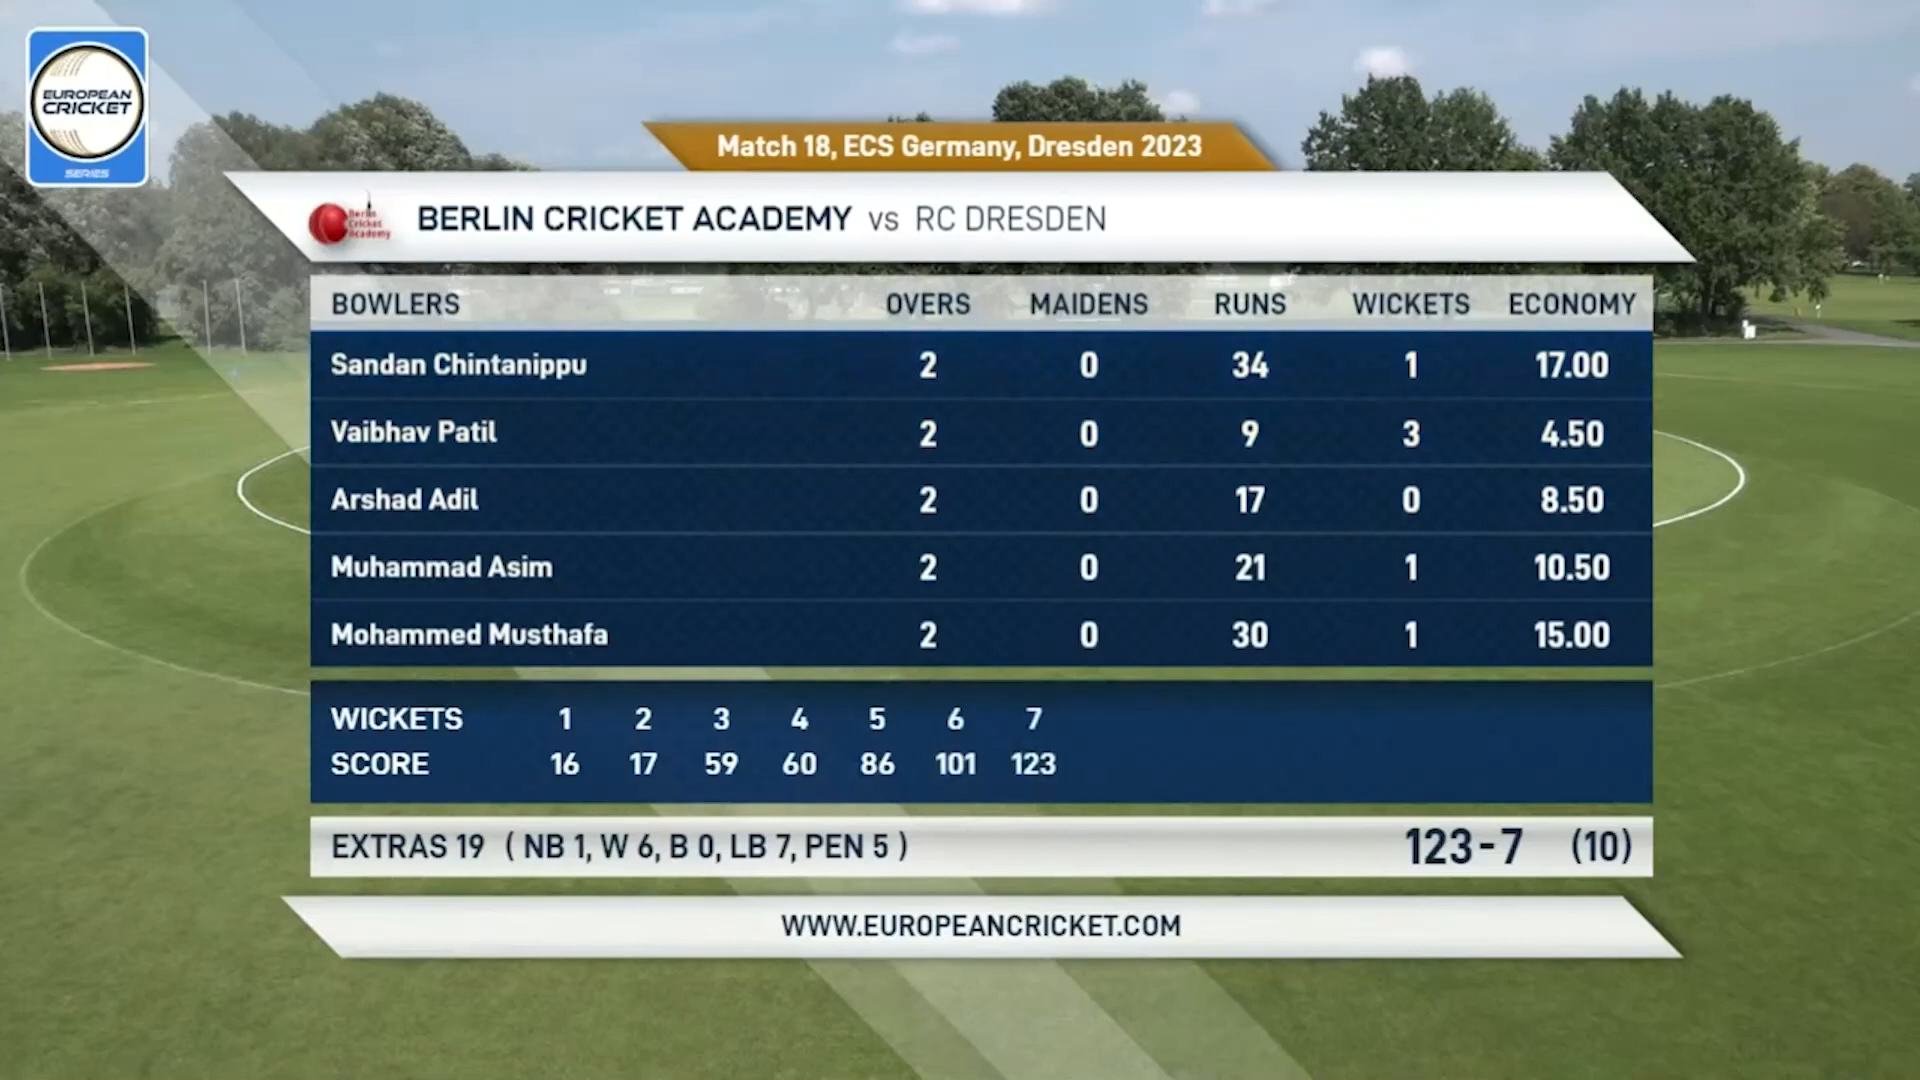 EUROPEAN
CRICKET
SERIES
Match 18, ECS Germany, Dresden 2023
Berlin
Cricket
Academy
BERLIN CRICKET ACADEMY vs RC DRESDEN
BOWLERS OVERS MAIDENS RUNS WICKETS ECONOMY
Sandan Chintanippu 2 0 34 1 17.00
Vaibhav Patil 2 0 9 3 4.50
Arshad Adil 2 0 17 0 8.50
Muhammad Asim 2 0 21 1 10.50
Mohammed Musthafa 2 0 30 1 15.00
WICKETS 1 2 3 4 5 6 7
SCORE 16 17 59 60 86 101 123
EXTRAS 19 ( NB 1, W 6, B 0, LB 7, PEN 5 ) 123-7 (10)
WWW.EUROPEANCRICKET.COM